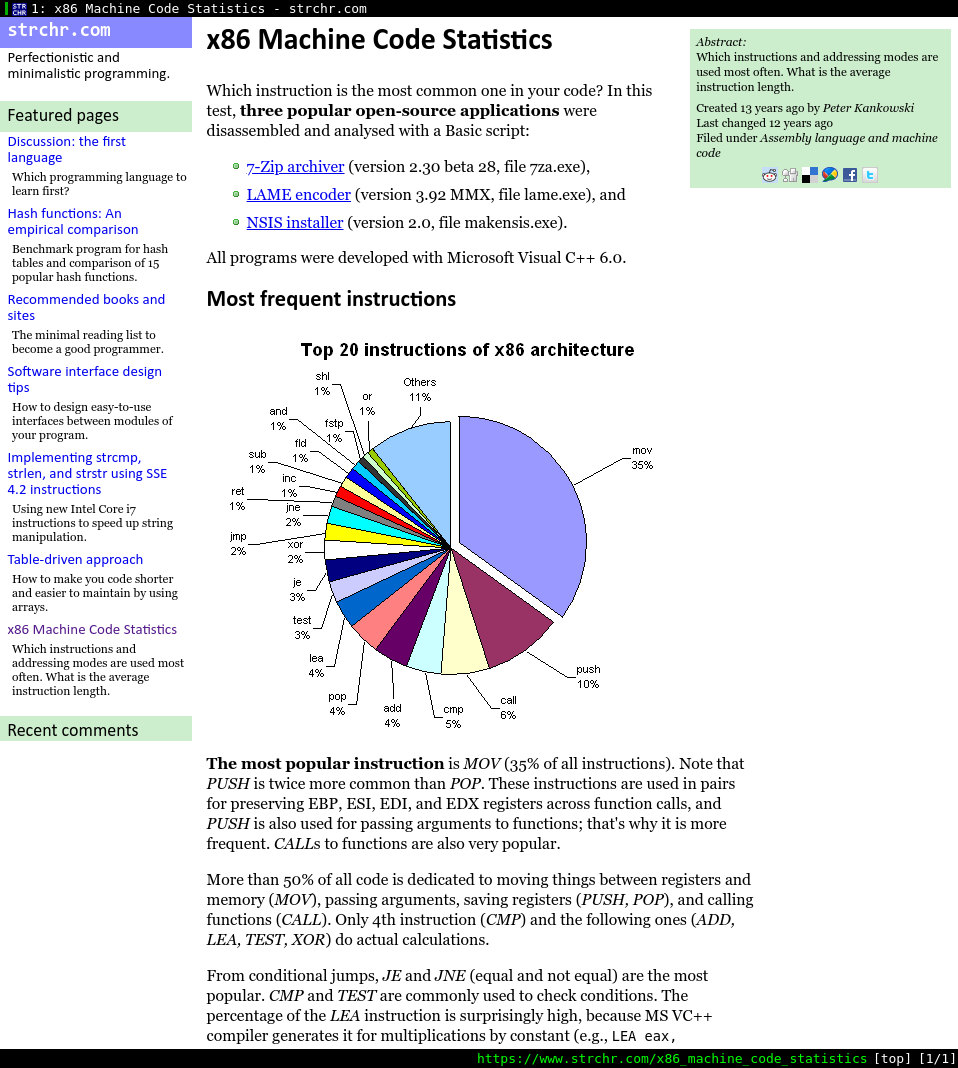 1: x86 Machine Code Statistics - strchr.com
strchr.com
Perfectionistic and
minimalistic programming.
Featured pages
Discussion: the first
language
Which programming language to
learn first?
Hash functions: An
empirical comparison
Benchmark program for hash
tables and comparison of 15
popular hash functions.
Recommended books and
sites
The minimal reading list to
become a good programmer.
Software interface design
tips
How to design easy-to-use
interfaces between modules of
your program.
Implementing strcmp,
strlen, and strstr using SSE
4.2 instructions
Using new Intel Core i7
instructions to speed up string
manipulation.
Table-driven approach
How to make you code shorter
and easier to maintain by using
arrays.
x86 Machine Code Statistics
Which instructions and
addressing modes are used most
often. What is the average
instruction length.
Recent comments
x86 Machine Code Statistics
Which instruction is the most common one in your code? In this
test, three popular open-source applications were
disassembled and analysed with a Basic script:
7-Zip archiver (version 2.30 beta 28, file 7za.exe),
LAME encoder (version 3.92 MMX, file lame.exe), and
NSIS installer (version 2.0, file makensis.exe).
All programs were developed with Microsoft Visual C++ 6.0.
Abstract:
Which instructions and addressing modes are
used most often. What is the average
instruction length.
Created 13 years ago by Peter Kankowski
Last changed 12 years ago
Filed under Assembly language and machine
code
Most frequent instructions
Top 20 instructions of x86 architecture
mov
35%
push
10%
call
6%
cmp
5%
add
4%
pop
4%
lea
4%
test
3%
je
3%
xor
2%
jmp
2%
jne
2%
ret
1%
inc
1%
sub
1%
fld
1%
and
1%
fstp
1%
shl
1%
or
1%
Others
11%
The most popular instruction is MOV (35% of all instructions). Note that
PUSH is twice more common than POP. These instructions are used in pairs
for preserving EBP, ESI, EDI, and EDX registers across function calls, and
PUSH is also used for passing arguments to functions; that's why it is more
frequent. CALLs to functions are also very popular.
More than 50% of all code is dedicated to moving things between registers and
memory (MOV), passing arguments, saving registers (PUSH, POP), and calling
functions (CALL). Only 4th instruction (CMP) and the following ones (ADD,
LEA, TEST, XOR) do actual calculations.
From conditional jumps, JE and JNE (equal and not equal) are the most
popular. CMP and TEST are commonly used to check conditions. The
percentage of the LEA instruction is surprisingly high, because MS VC++
compiler generates it for multiplications by constant (e.g., LEA eax,
https://www.strchr.com/x86_machine_code_statistics [top] [1/1]